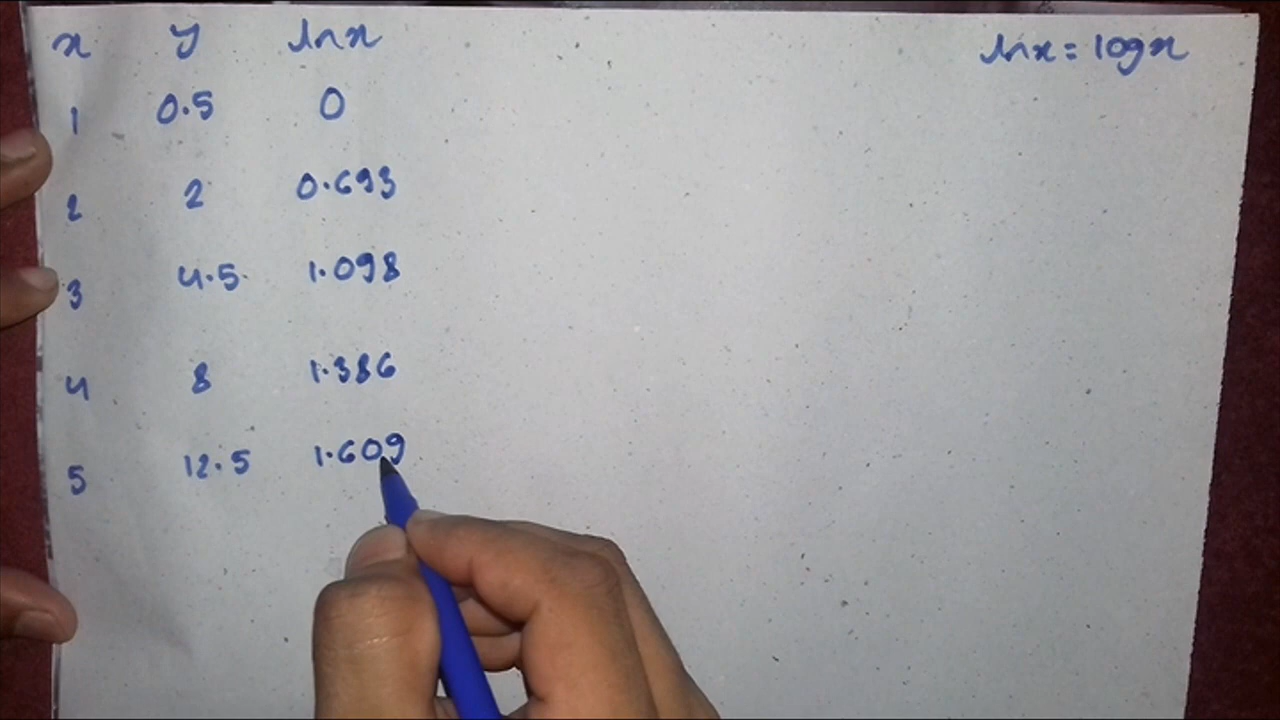 x y lnx lnx = logx
1 0.5 0
2 2 0.693
3 4.5 1.098
4 8 1.386
5 12.5 1.609